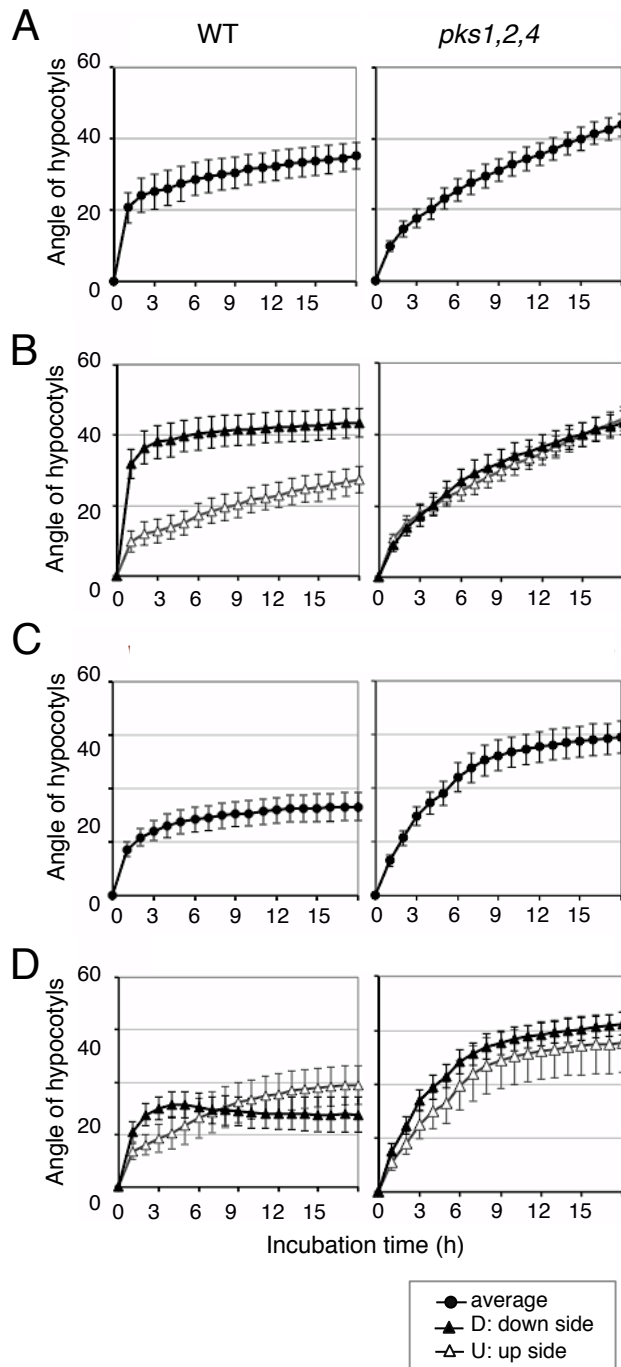 A
WT
pks1,2,4
Angle of hypocotyls
60
40
20
0
0 3 6 9 12 15
0 3 6 9 12 15
B
Angle of hypocotyls
60
40
20
0
0 3 6 9 12 15
0 3 6 9 12 15
C
Angle of hypocotyls
60
40
20
0
0 3 6 9 12 15
0 3 6 9 12 15
D
Angle of hypocotyls
60
40
20
0
0 3 6 9 12 15
0 3 6 9 12 15
Incubation time (h)
average
D: down side
U: up side